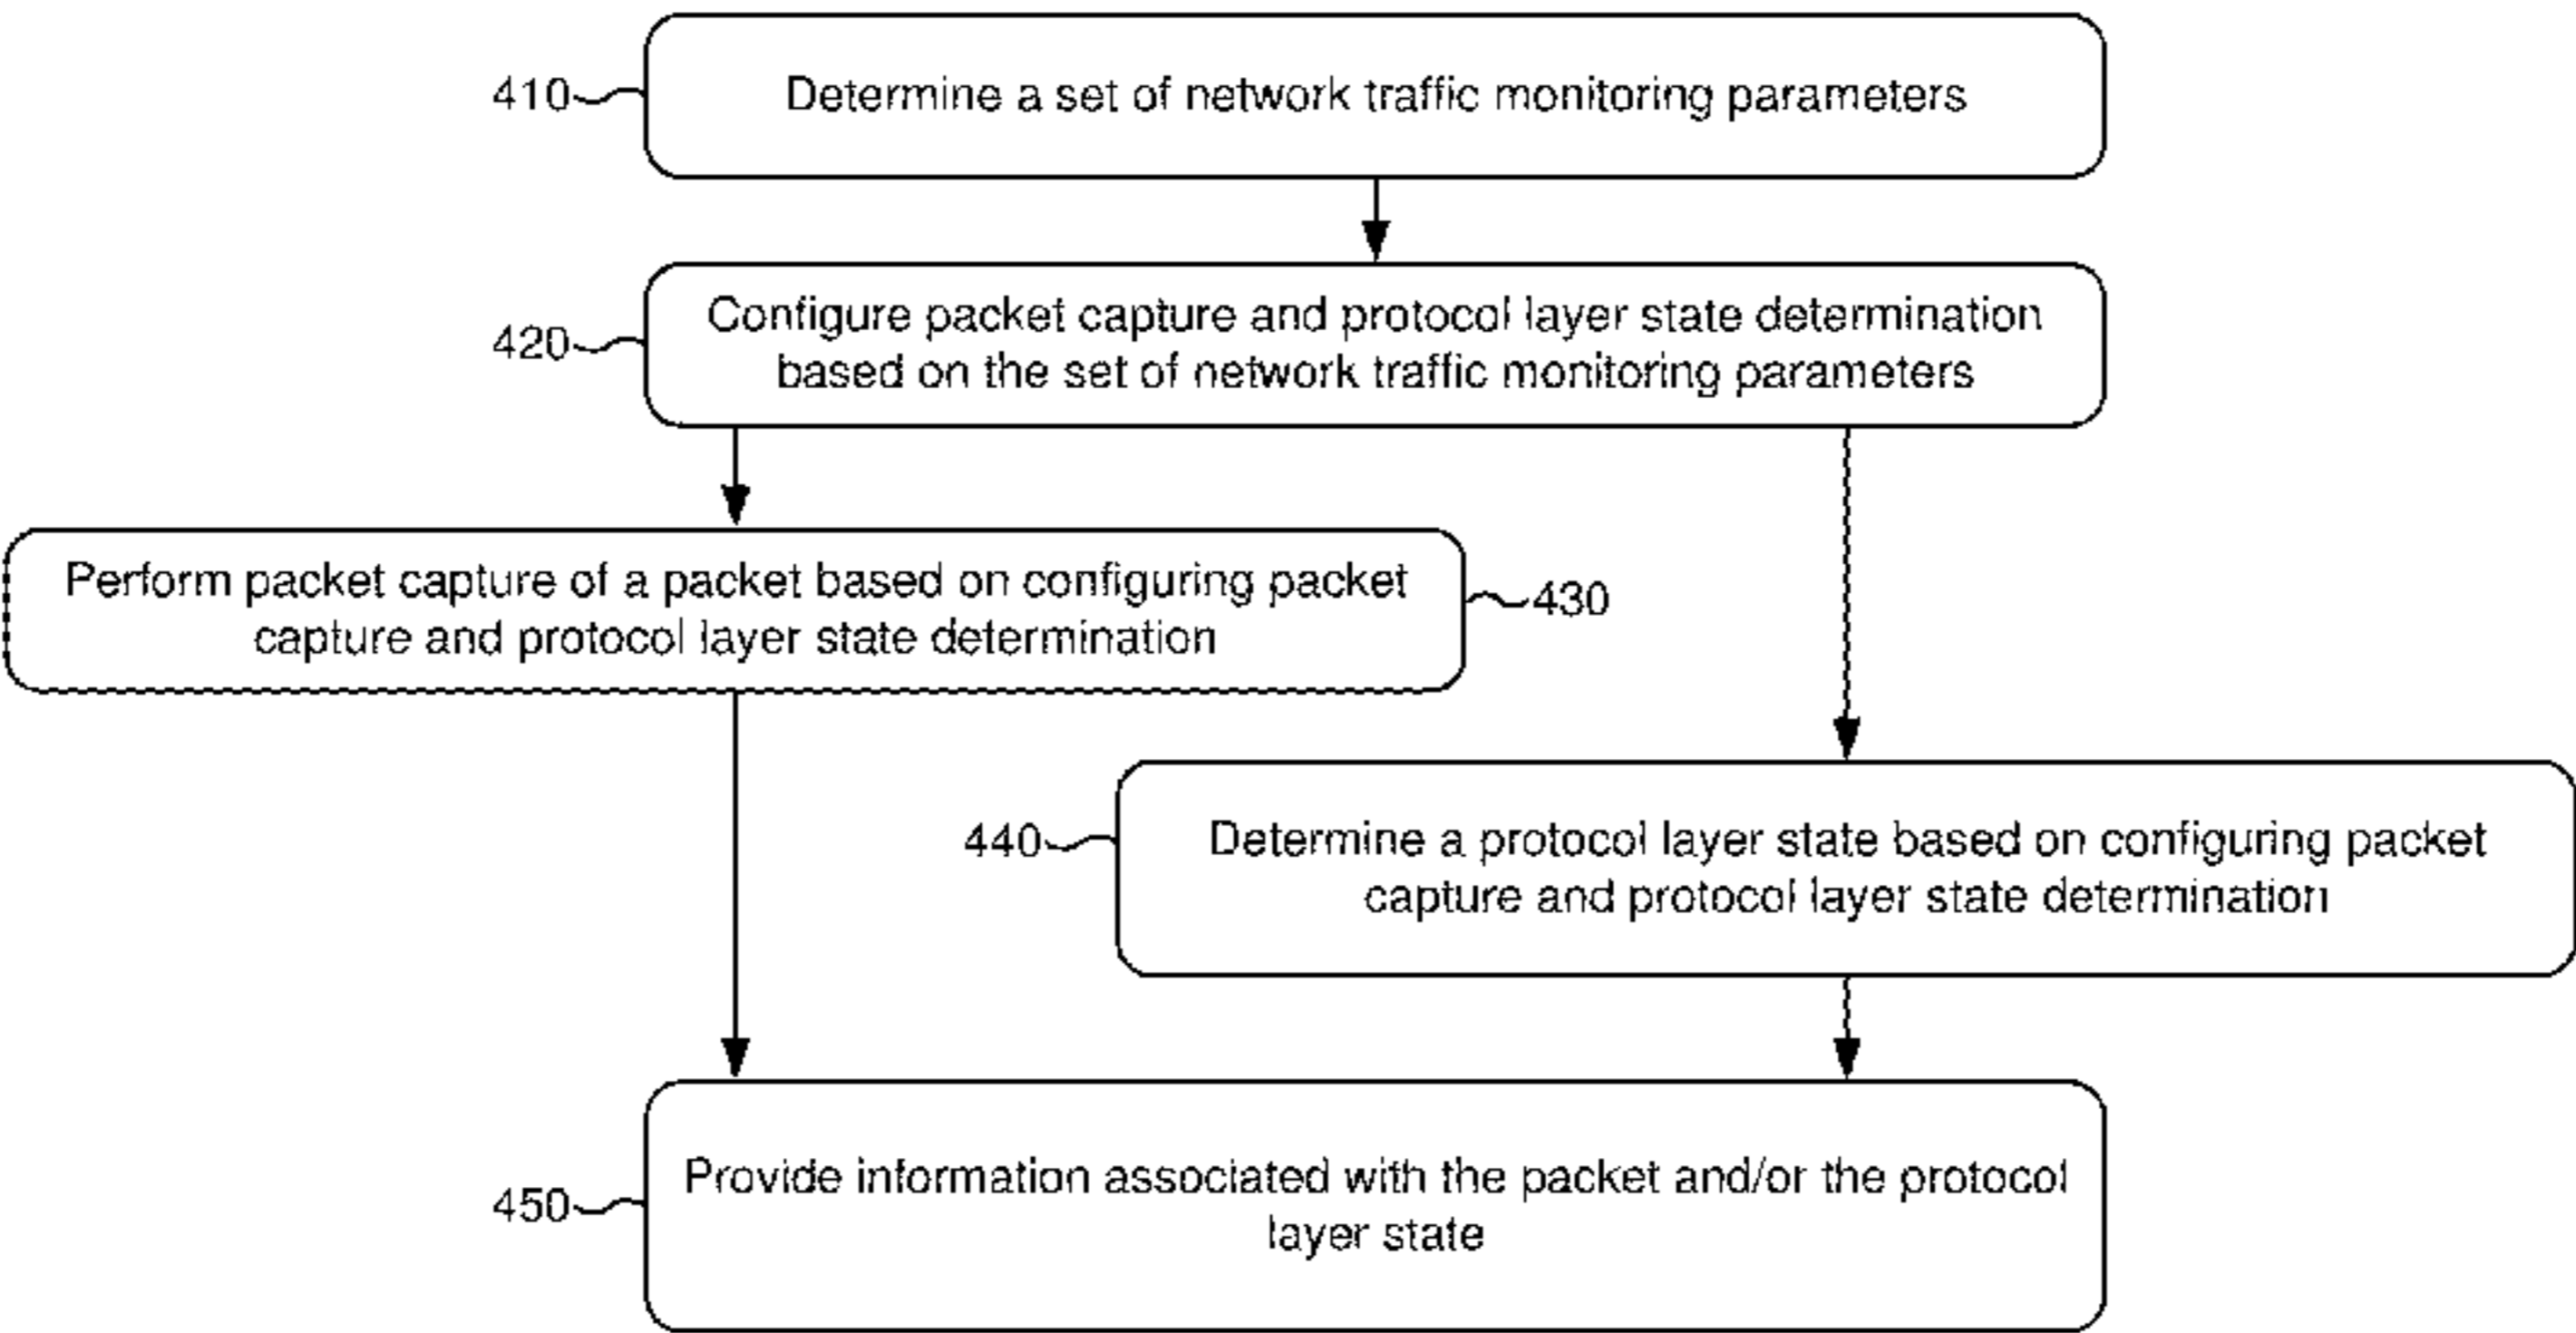 410
Determine a set of network traffic monitoring parameters
420
Configure packet capture and protocol layer state determination
based on the set of network traffic monitoring parameters
Perform packet capture of a packet based on configuring packet
capture and protocol layer state determination
430
440
Determine a protocol layer state based on configuring packet
capture and protocol layer state determination
450
Provide information associated with the packet and/or the protocol
layer state